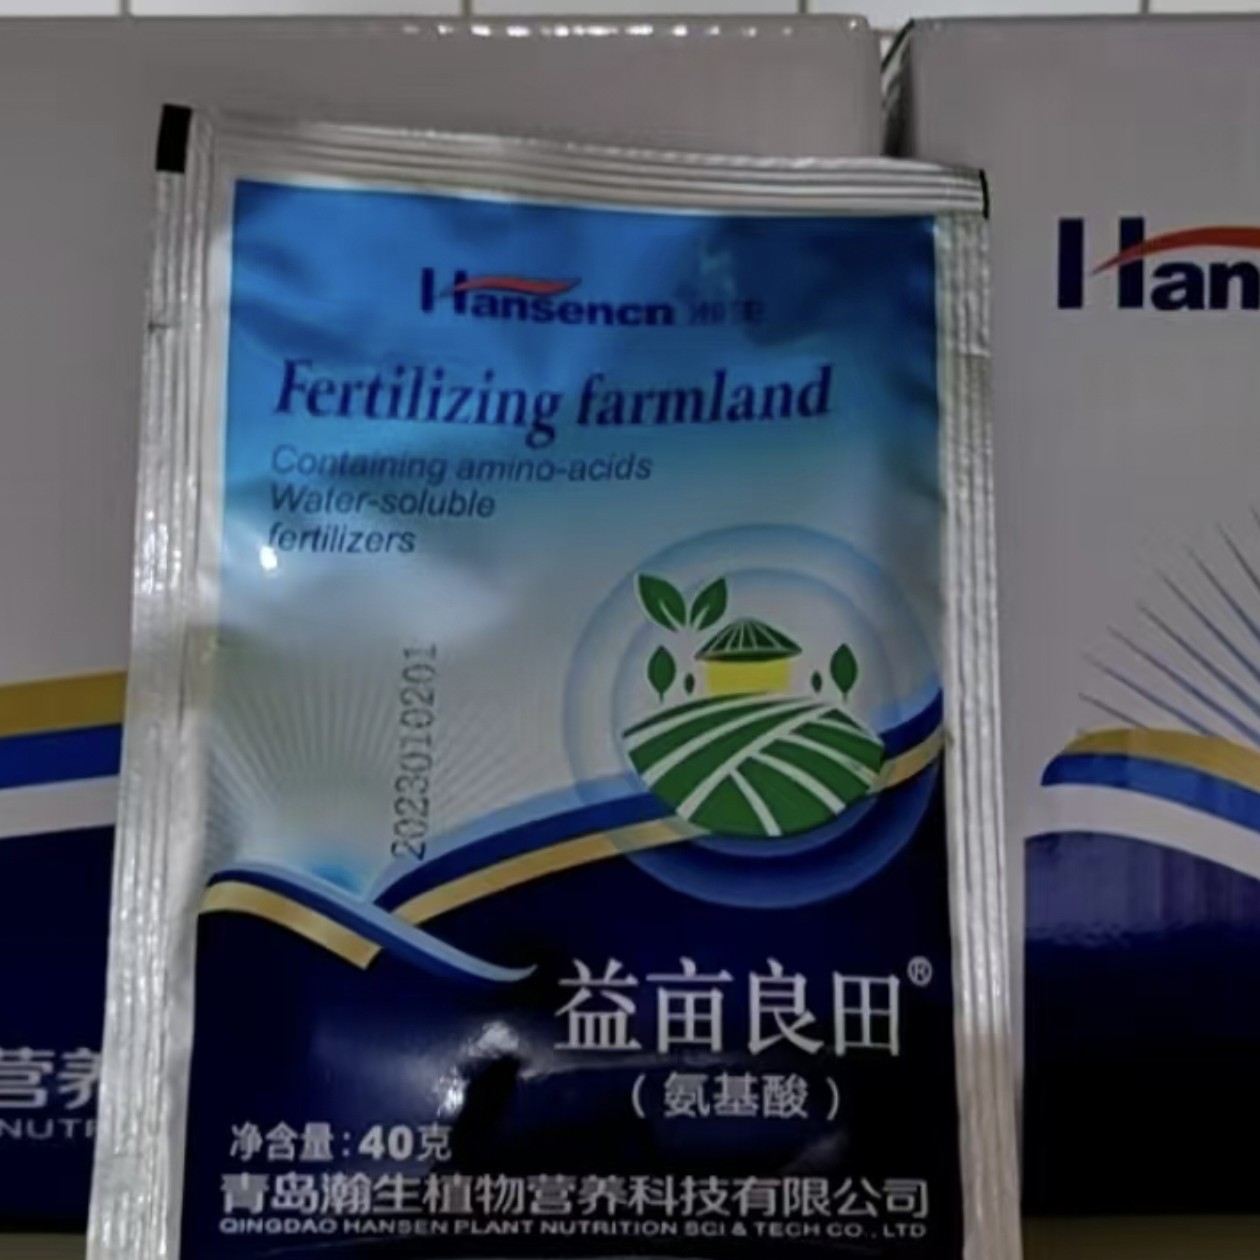 Hansencn
Han
Fertilizing farmland
Containing amino-acids
Water-soluble
fertilizers
2023010201
益亩良田®
（氨基酸）
净含量:40克
青岛瀚生植物营养科技有限公司
QINGDAO HANSEN PLANT NUTRITION SCI & TECH CO., LTD
营养
NUTR